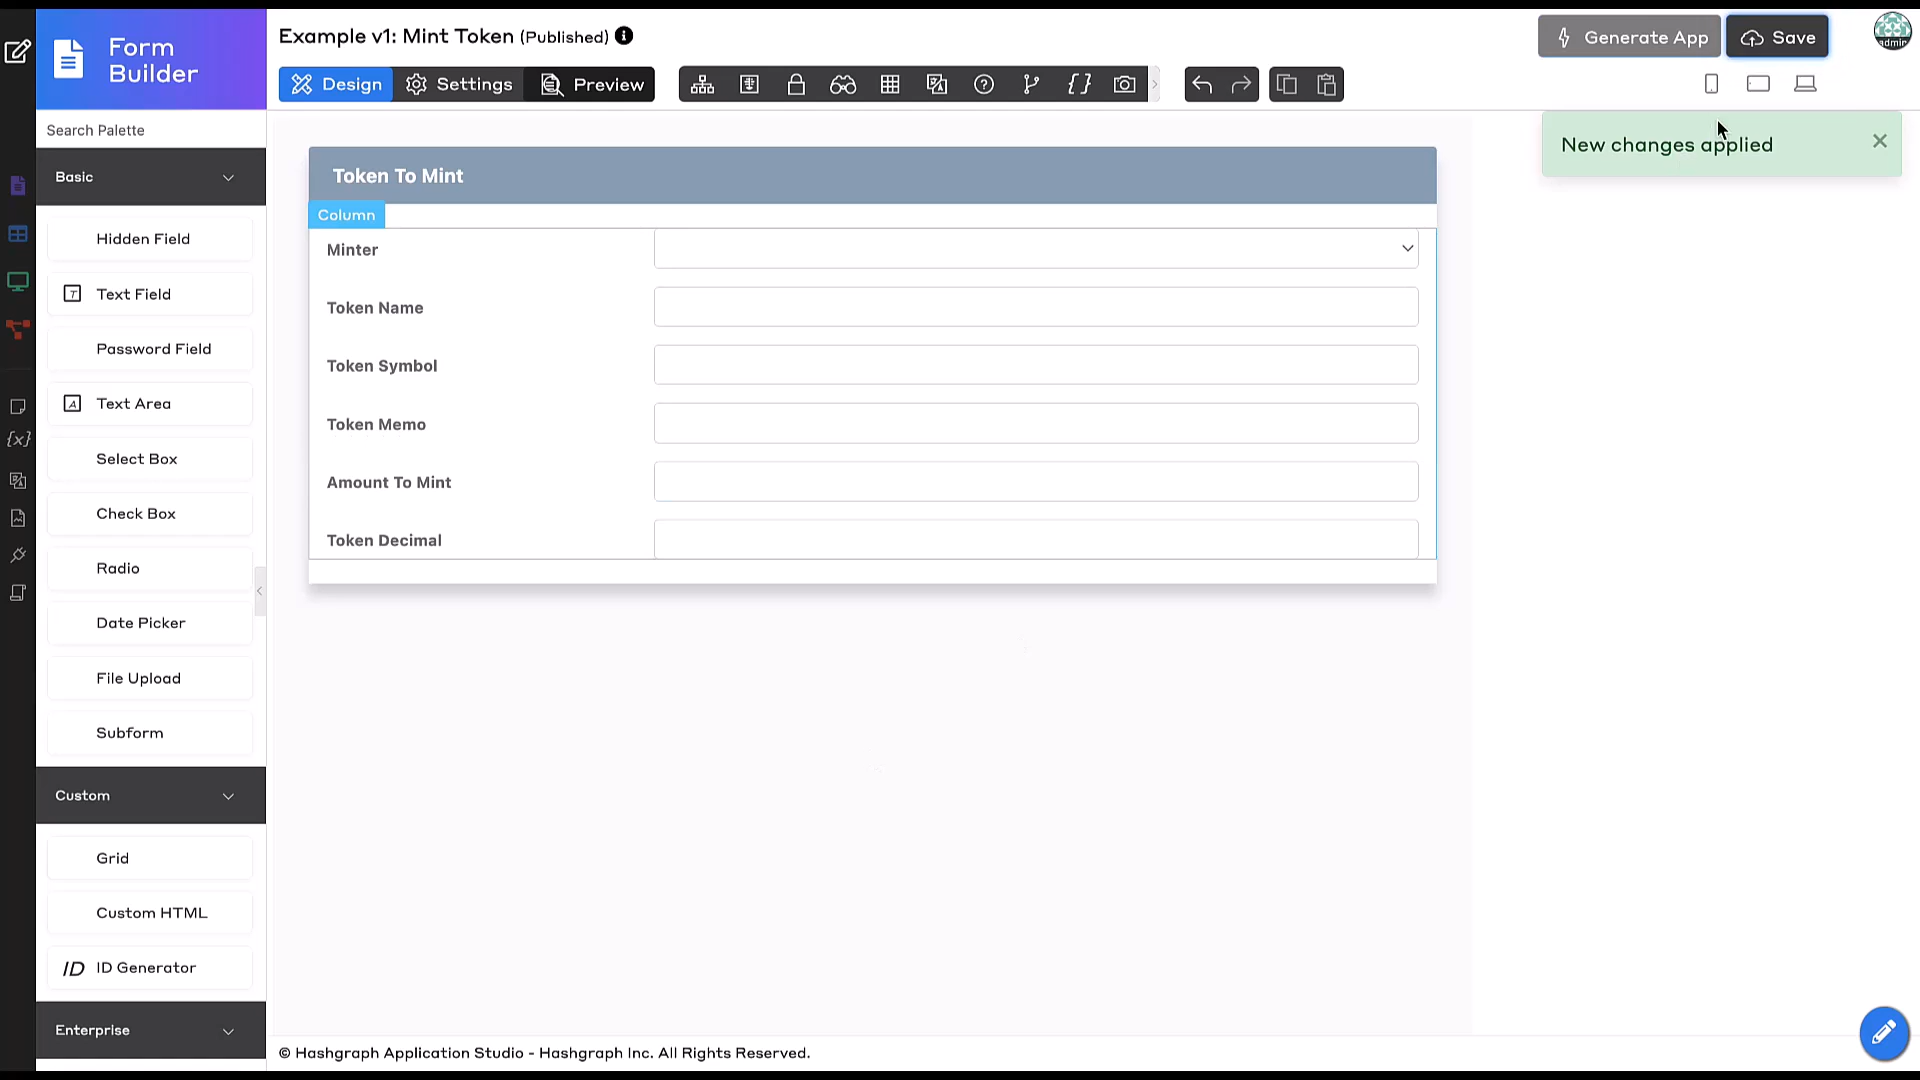 Form
Builder
Example v1: Mint Token (Published)
Generate App
Save
admin
Design
Settings
Preview
Search Palette
New changes applied
Basic
Hidden Field
Text Field
Password Field
Text Area
Select Box
Check Box
Radio
Date Picker
File Upload
Subform
Custom
Grid
Custom HTML
ID ID Generator
Enterprise
Token To Mint
Column
Minter
Token Name
Token Symbol
Token Memo
Amount To Mint
Token Decimal
© Hashgraph Application Studio - Hashgraph Inc. All Rights Reserved.